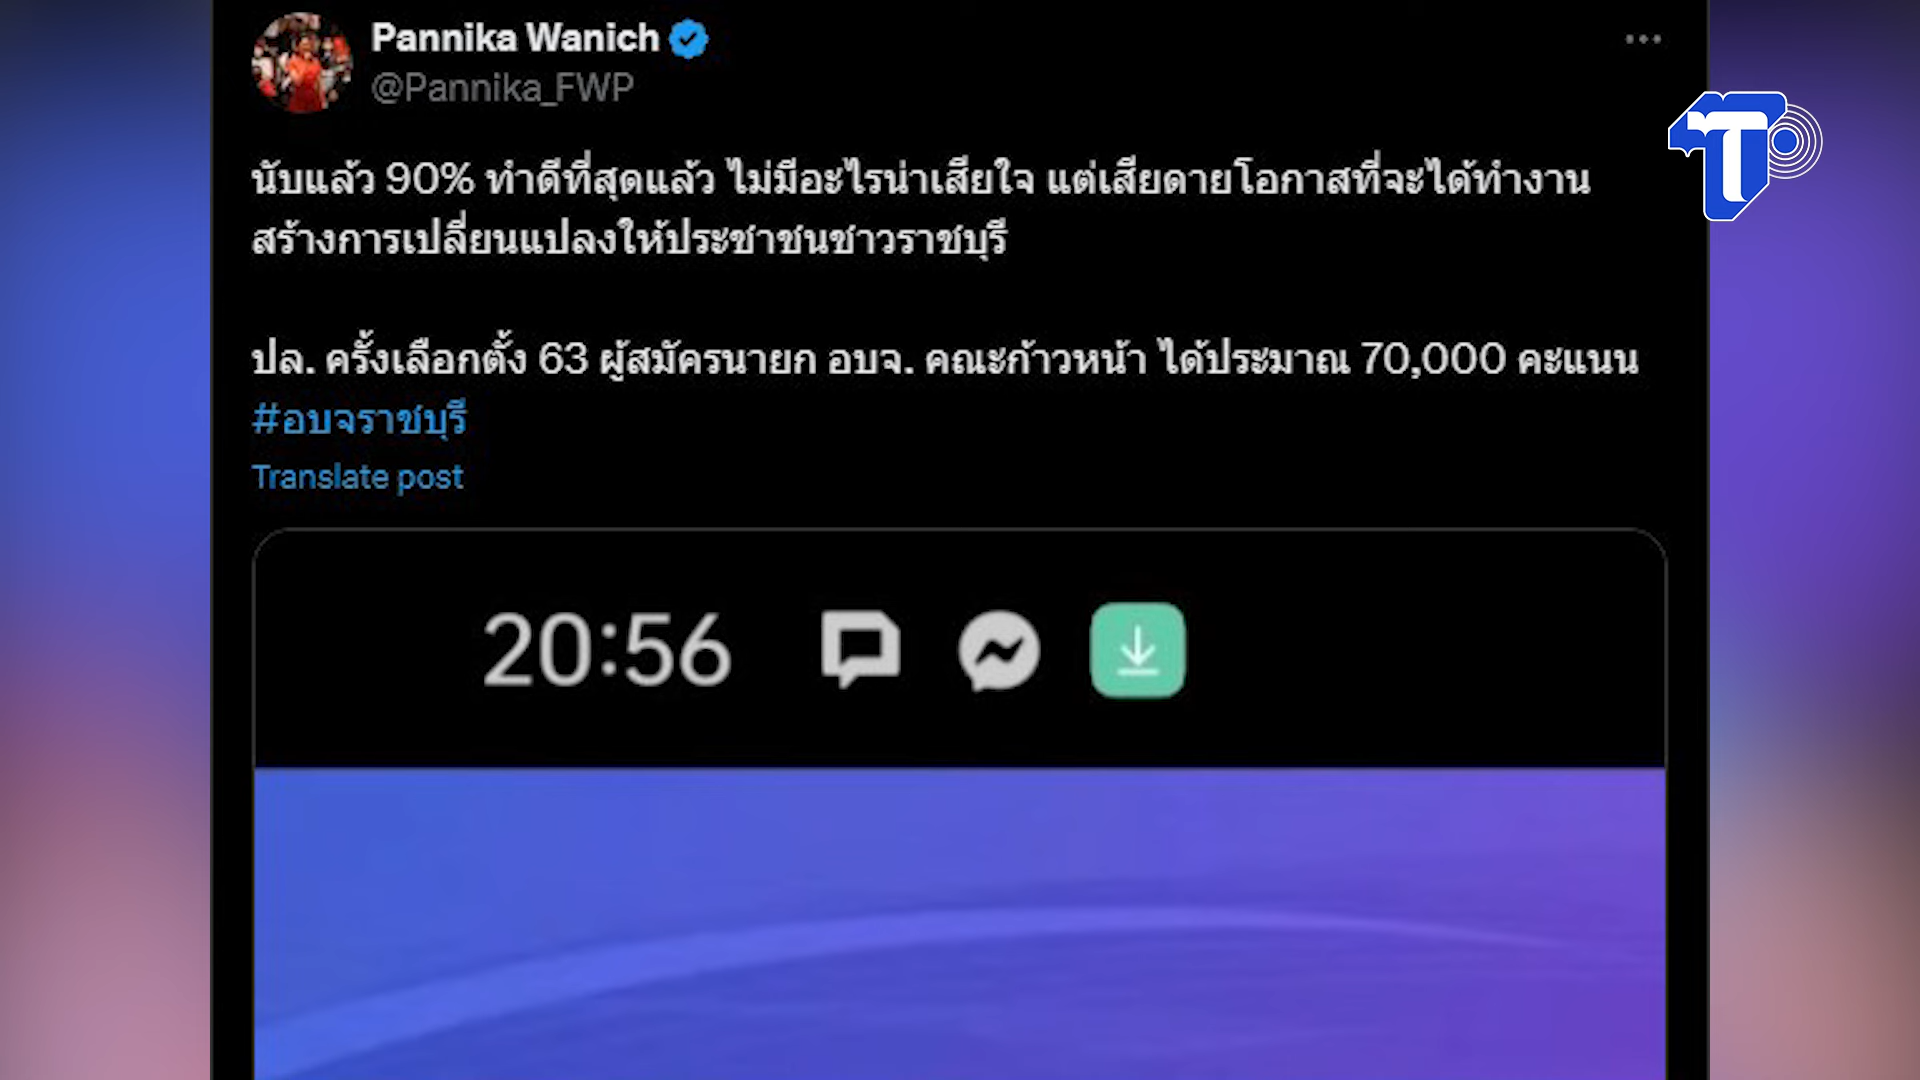 Pannika Wanich
@Pannika_FWP
นับแล้ว 90% ทำดีที่สุดแล้ว ไม่มีอะไรน่าเสียใจ แต่เสียดายโอกาสที่จะได้ทำงาน
สร้างการเปลี่ยนแปลงให้ประชาชนชาวราชบุรี
ปล. ครั้งเลือกตั้ง 63 ผู้สมัครนายก อบจ. คณะก้าวหน้า ได้ประมาณ 70,000 คะแนน
#อบจราชบุรี
Translate post
20:56
T